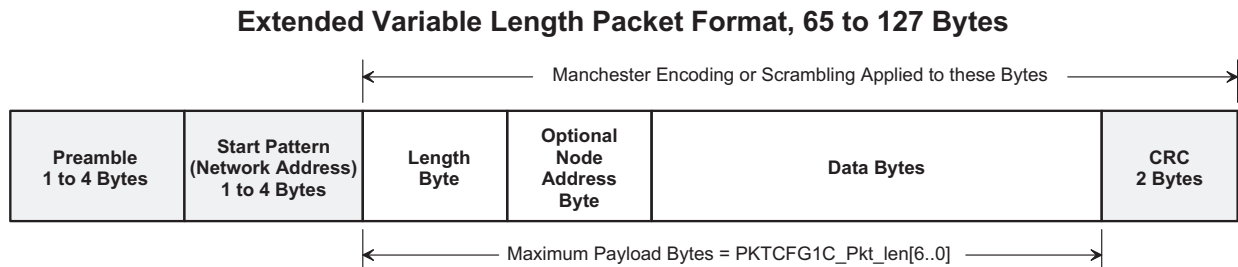 Extended Variable Length Packet Format, 65 to 127 Bytes
Manchester Encoding or Scrambling Applied to these Bytes
Preamble
1 to 4 Bytes
Start Pattern
(Network Address)
1 to 4 Bytes
Length
Byte
Optional
Node
Address
Byte
Data Bytes
CRC
2 Bytes
Maximum Payload Bytes = PKTCFG1C_Pkt_len[6..0]